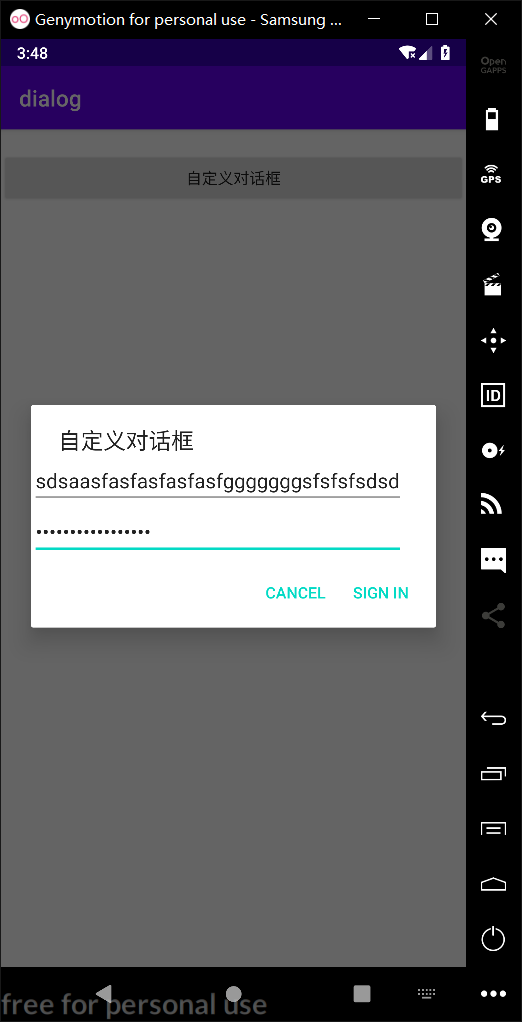 Genymotion for personal use - Samsung ...
Open
GAPPS
3:48
dialog
自定义对话框
GPS
ID
自定义对话框
sdsaasfasfasfasfasfgggggggsfsfsfsdsd
•••••••••••••••••
CANCEL
SIGN IN
free for personal use